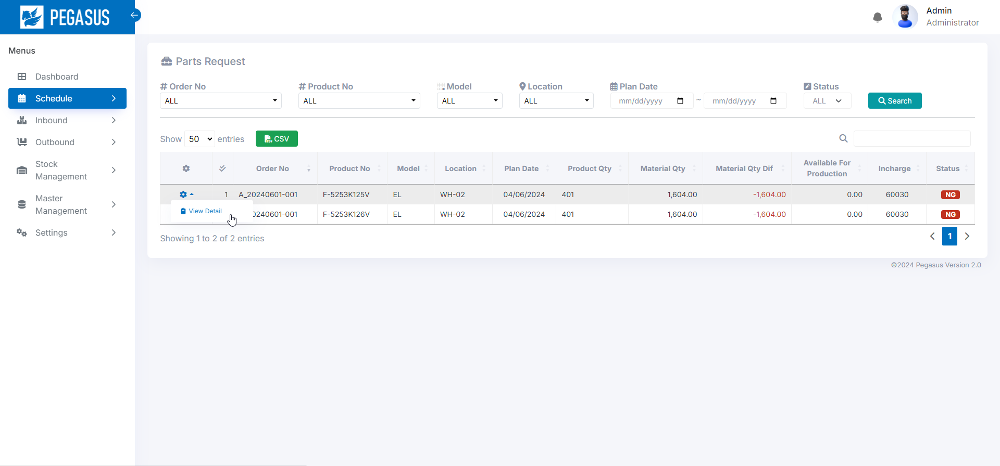 PEGASUS
Admin
Administrator
Menus
Dashboard
Schedule
Inbound
Outbound
Stock
Management
Master
Management
Settings
Parts Request
Order No
Product No
Model
Location
Plan Date
Status
ALL
ALL
ALL
ALL
mm/dd/yyyy ~ mm/dd/yyyy
ALL
Search
Show 50 entries
CSV
Order No Product No Model Location Plan Date Product Qty Material Qty Material Qty Dif Available For Production Incharge Status
1 A_20240601-001 F-5253K125V EL WH-02 04/06/2024 401 1,604.00 -1,604.00 0.00 60030 NG
View Detail
20240601-001 F-5253K126V EL WH-02 04/06/2024 401 1,604.00 -1,604.00 0.00 60030 NG
Showing 1 to 2 of 2 entries
1
©2024 Pegasus Version 2.0